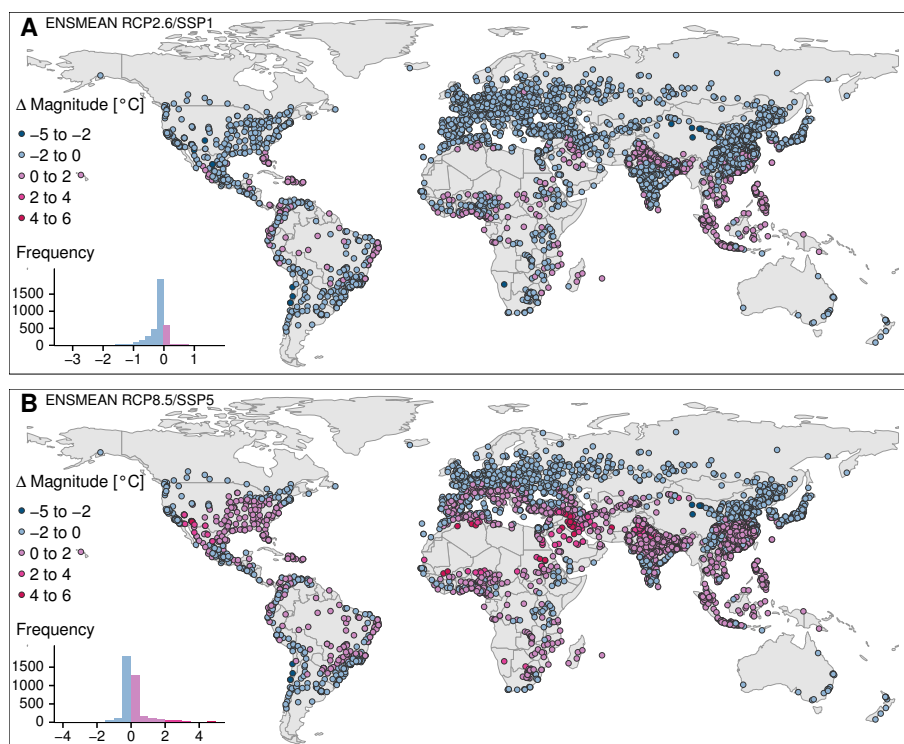 A ENSMEAN RCP2.6/SSP1
Δ Magnitude [°C]
−5 to −2
−2 to 0
0 to 2
2 to 4
4 to 6
Frequency
1500
1000
500
0
−3 −2 −1 0 1
B ENSMEAN RCP8.5/SSP5
Δ Magnitude [°C]
−5 to −2
−2 to 0
0 to 2
2 to 4
4 to 6
Frequency
1500
1000
500
0
−4 −2 0 2 4